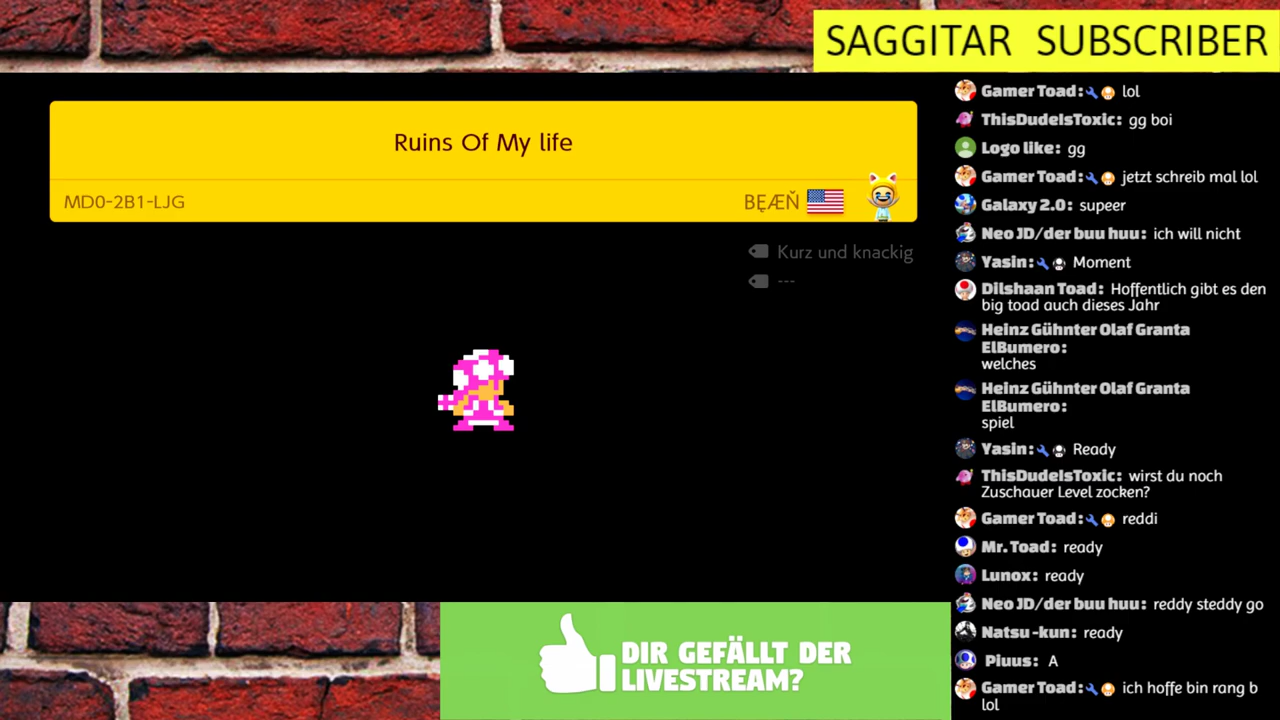 SAGGITAR SUBSCRIBER
Ruins Of My life
MD0-2B1-LJG
BĘÆŇ
Kurz und knackig
---
Gamer Toad: lol
ThisDudeIsToxic: gg boi
Logo like: gg
Gamer Toad: jetzt schreib mal lol
Galaxy 2.0: supeer
Neo JD/der buu huu: ich will nicht
Yasin: Moment
Dilshaan Toad: Hoffentlich gibt es den
big toad auch dieses Jahr
Heinz Gühnter Olaf Granta
ElBumero:
welches
Heinz Gühnter Olaf Granta
ElBumero:
spiel
Yasin: Ready
ThisDudeIsToxic: wirst du noch
Zuschauer Level zocken?
Gamer Toad: reddi
Mr. Toad: ready
Lunox: ready
Neo JD/der buu huu: reddy steddy go
Natsu -kun: ready
Piuus: A
Gamer Toad: ich hoffe bin rang b
lol
DIR GEFÄLLT DER
LIVESTREAM?